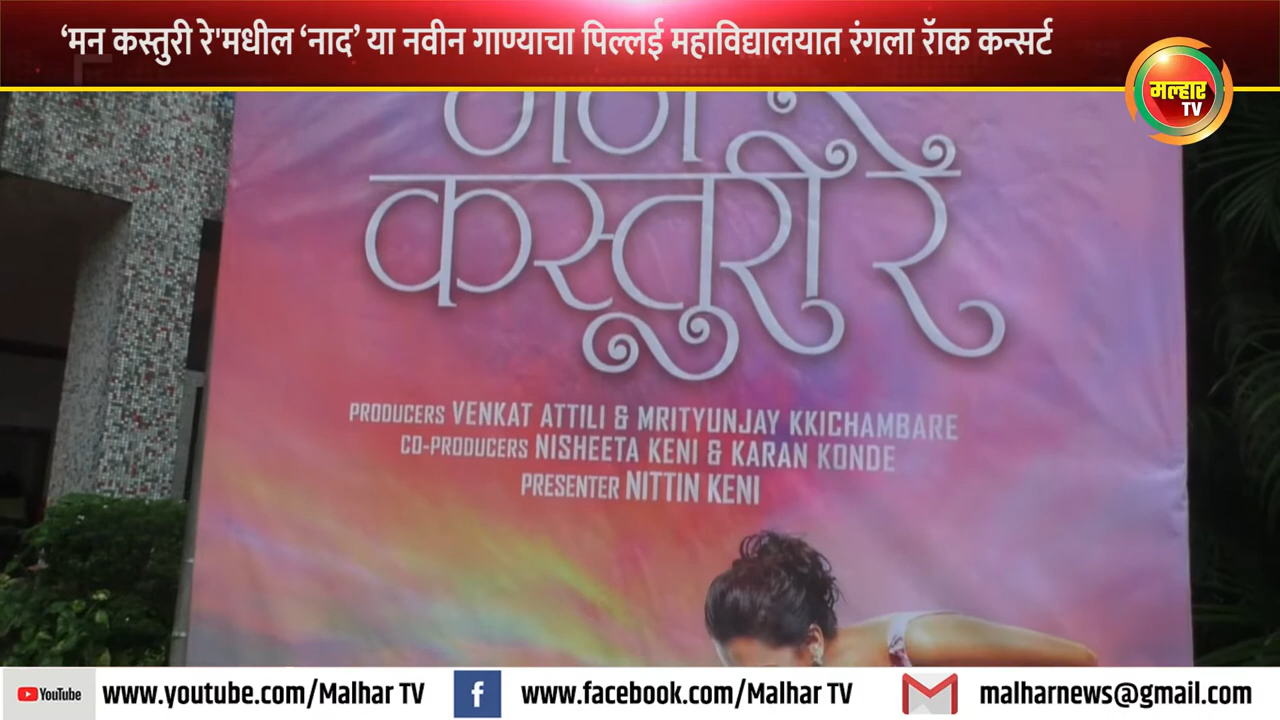 ‘मन कस्तुरी रे'मधील ‘नाद’ या नवीन गाण्याचा पिल्लई महाविद्यालयात रंगला रॉक कन्सर्ट
मल्हार
TV
मन
कस्तुरी रे
PRODUCERS VENKAT ATTILI & MRITYUNJAY KKICHAMBARE
CO-PRODUCERS NISHEETA KENI & KARAN KONDE
PRESENTER NITTIN KENI
YouTube www.youtube.com/Malhar TV
f www.facebook.com/Malhar TV
malharnews@gmail.com